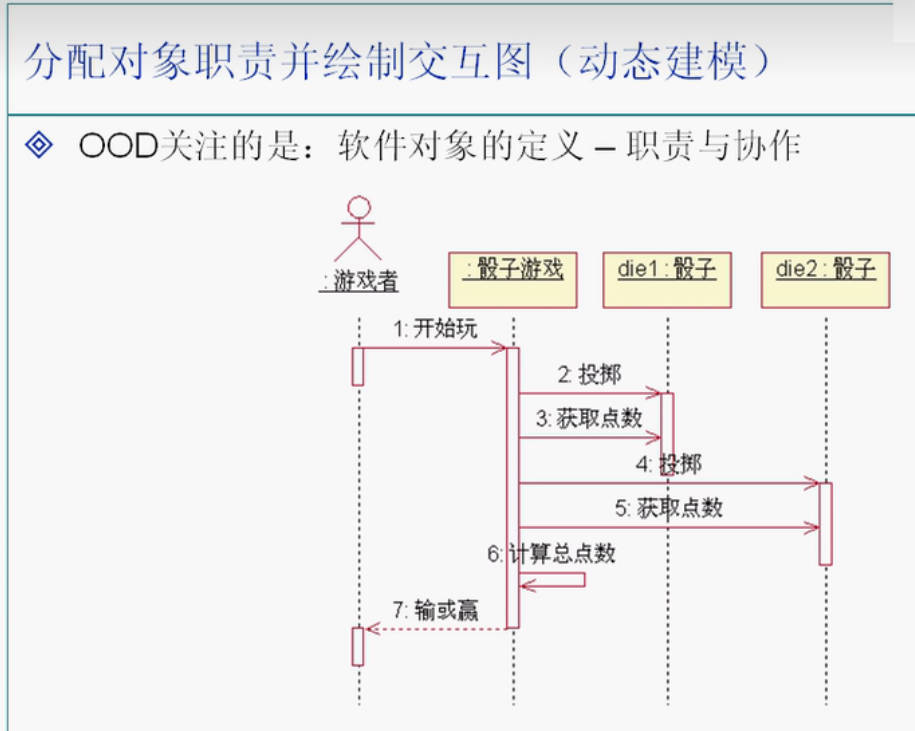 分配对象职责并绘制交互图（动态建模）
OOD关注的是：软件对象的定义 – 职责与协作
: 游戏者
: 骰子游戏
die1 : 骰子
die2 : 骰子
1: 开始玩
2: 投掷
3: 获取点数
4: 投掷
5: 获取点数
6: 计算总点数
7: 输或赢